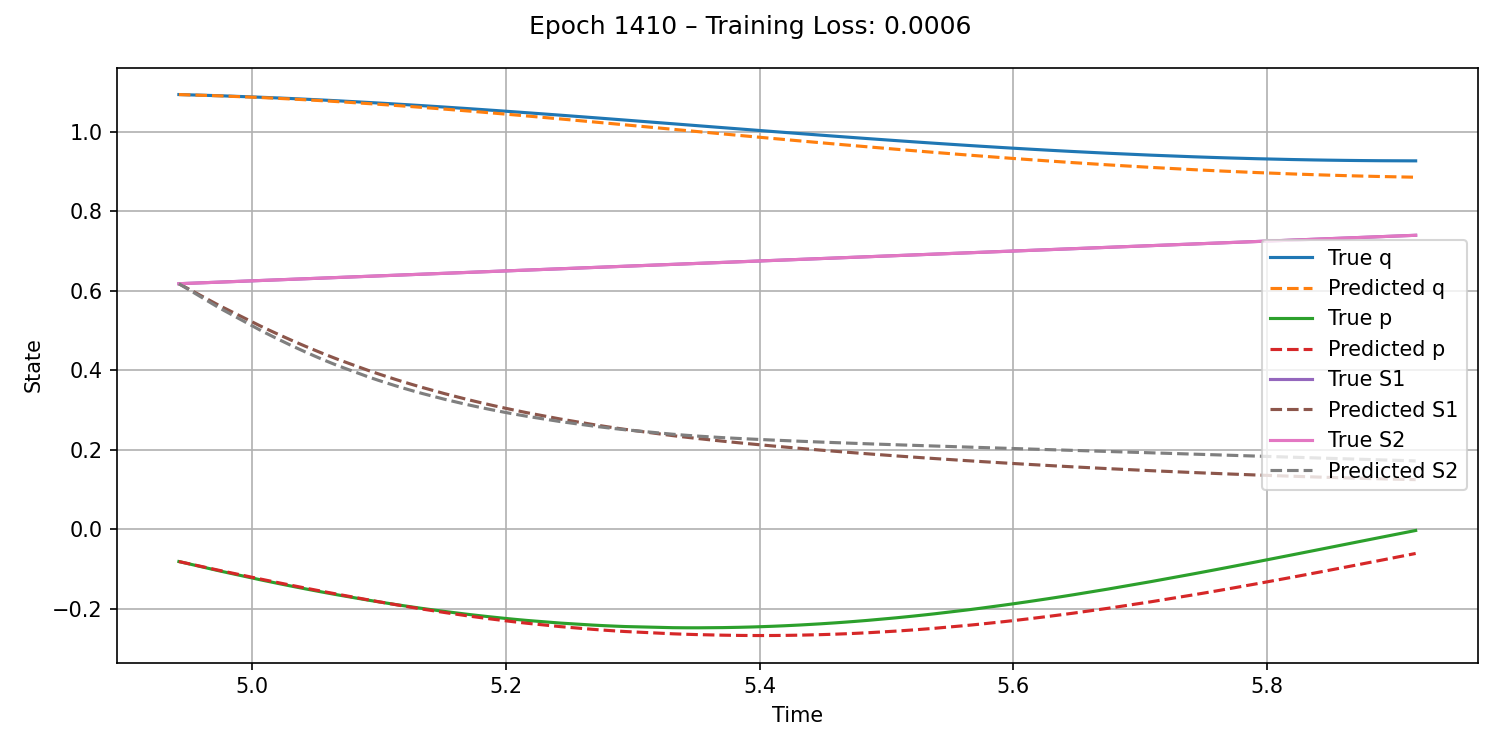 Epoch 1410 – Training Loss: 0.0006
1.0
0.8
0.6
0.4
0.2
0.0
−0.2
State
True q
Predicted q
True p
Predicted p
True S1
Predicted S1
True S2
Predicted S2
5.0 5.2 5.4 5.6 5.8
Time